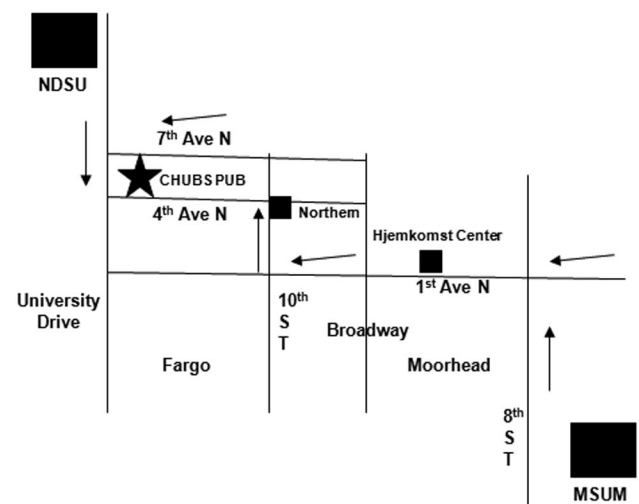 NDSU
7th Ave N
CHUBS PUB
4th Ave N
Northern
Hjemkomst Center
1st Ave N
University
Drive
10th
S
T
Broadway
Fargo
Moorhead
8th
S
T
MSUM